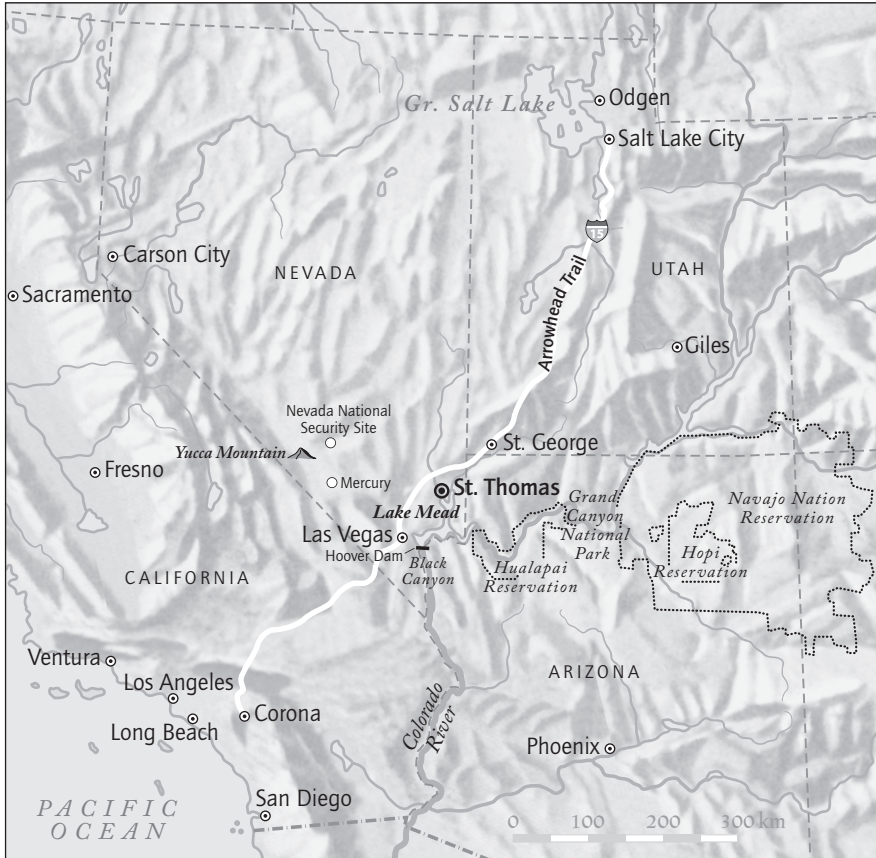 Gr. Salt Lake
Odgen
Salt Lake City
15
Carson City
NEVADA
UTAH
Sacramento
Arrowhead Trail
Giles
Nevada National
Security Site
Yucca Mountain
St. George
Fresno
Mercury
St. Thomas
Lake Mead
Grand
Canyon
National
Park
Navajo Nation
Reservation
Las Vegas
Hoover Dam
Black
Canyon
Hualapai
Reservation
Hopi
Reservation
CALIFORNIA
Ventura
Los Angeles
Long Beach
Corona
ARIZONA
Colorado
River
Phoenix
San Diego
PACIFIC
OCEAN
0 100 200 300 km